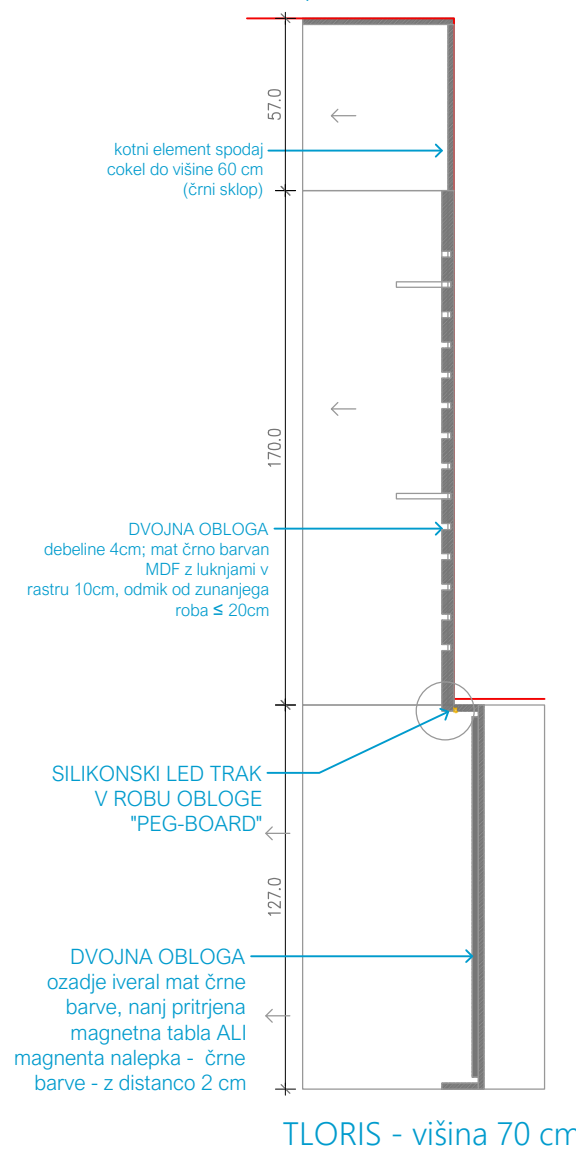 57.0
kotni element spodaj
cokel do višine 60 cm
(črni sklop)
170.0
DVOJNA OBLOGA
debeline 4cm; mat črno barvan
MDF z luknjami v
rastru 10cm, odmik od zunanjega
roba ≤ 20cm
SILIKONSKI LED TRAK
V ROBU OBLOGE
"PEG-BOARD"
127.0
DVOJNA OBLOGA
ozadje iveral mat črne
barve, nanj pritrjena
magnetna tabla ALI
magnenta nalepka - črne
barve - z distanco 2 cm
TLORIS - višina 70 cm